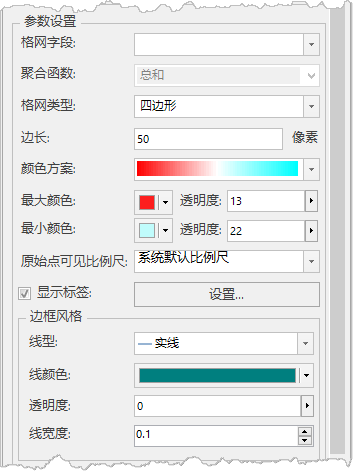 参数设置
格网字段:
聚合函数: 总和
格网类型: 四边形
边长: 50 像素
颜色方案:
最大颜色: 透明度: 13
最小颜色: 透明度: 22
原始点可见比例尺: 系统默认比例尺
显示标签: 设置...
边框风格
线型: 实线
线颜色:
透明度: 0
线宽度: 0.1